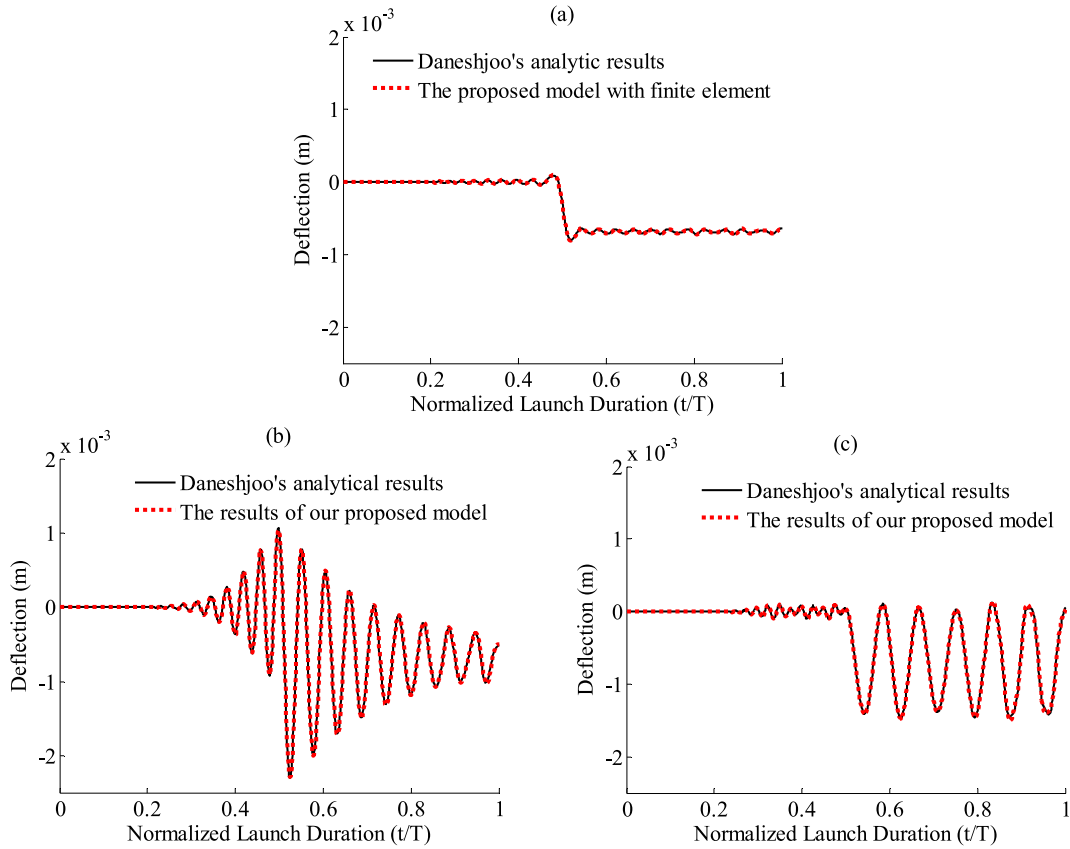 (a)
x 10-3
Daneshjoo's analytic results
The proposed model with finite element
Deflection (m)
2
1
0
-1
-2
0 0.2 0.4 0.6 0.8 1
Normalized Launch Duration (t/T)
(b)
x 10-3
Daneshjoo's analytical results
The results of our proposed model
Deflection (m)
2
1
0
-1
-2
0 0.2 0.4 0.6 0.8 1
Normalized Launch Duration (t/T)
(c)
x 10-3
Daneshjoo's analytical results
The results of our proposed model
Deflection (m)
2
1
0
-1
-2
0 0.2 0.4 0.6 0.8 1
Normalized Launch Duration (t/T)